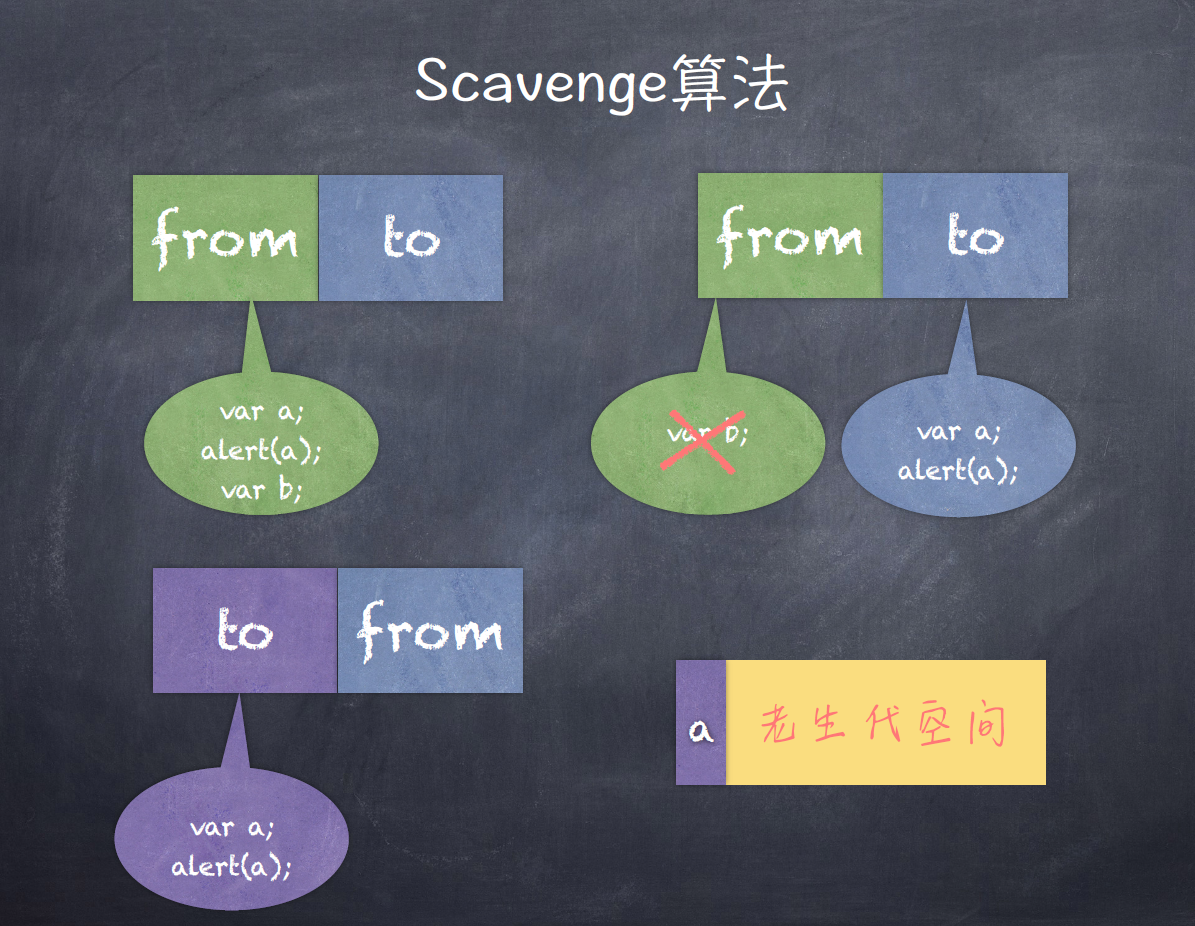 Scavenge算法
from to
from to
var a;
alert(a);
var b;
var b;
var a;
alert(a);
to from
var a;
alert(a);
a 老生代空间